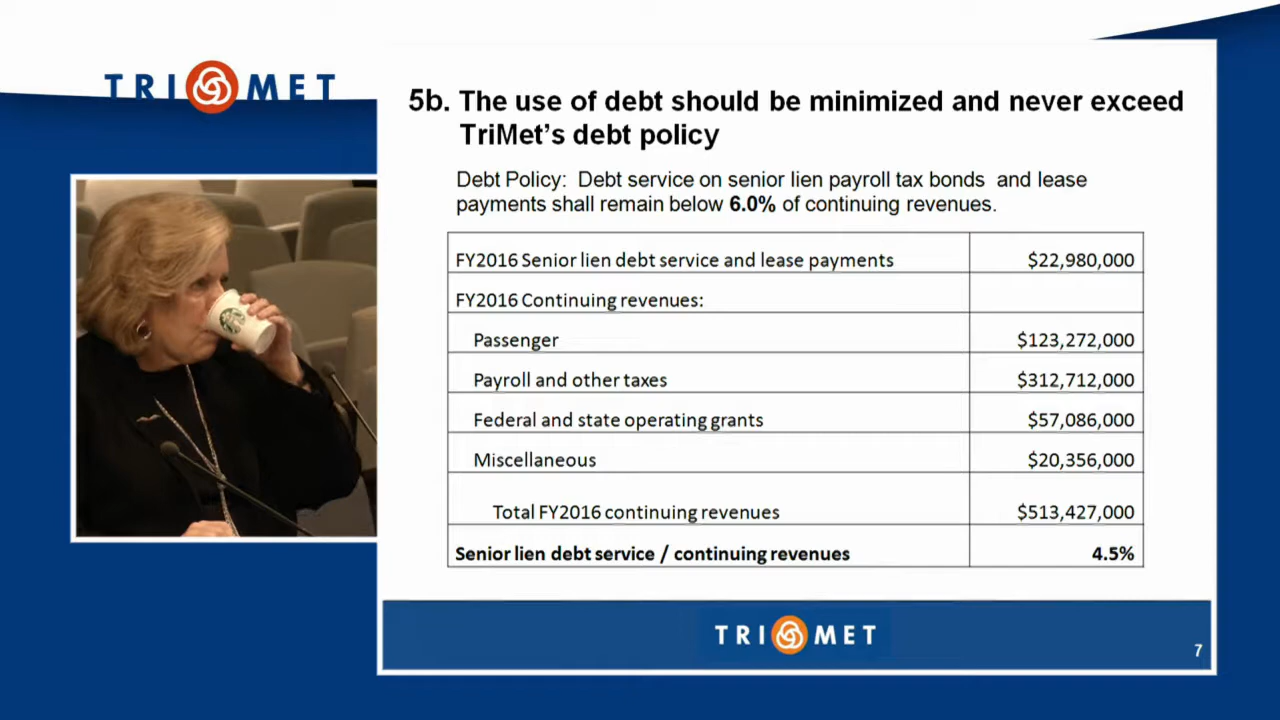 TRI MET
5b. The use of debt should be minimized and never exceed
TriMet's debt policy
Debt Policy: Debt service on senior lien payroll tax bonds and lease
payments shall remain below 6.0% of continuing revenues.
FY2016 Senior lien debt service and lease payments $22,980,000
FY2016 Continuing revenues:
Passenger $123,272,000
Payroll and other taxes $312,712,000
Federal and state operating grants $57,086,000
Miscellaneous $20,356,000
Total FY2016 continuing revenues $513,427,000
Senior lien debt service / continuing revenues 4.5%
TRI MET
7